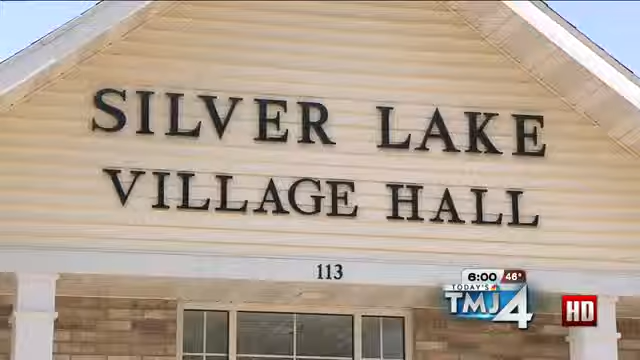 SILVER LAKE
VILLAGE HALL
113
6:00 46°
TODAY'S
TMJ4
HD